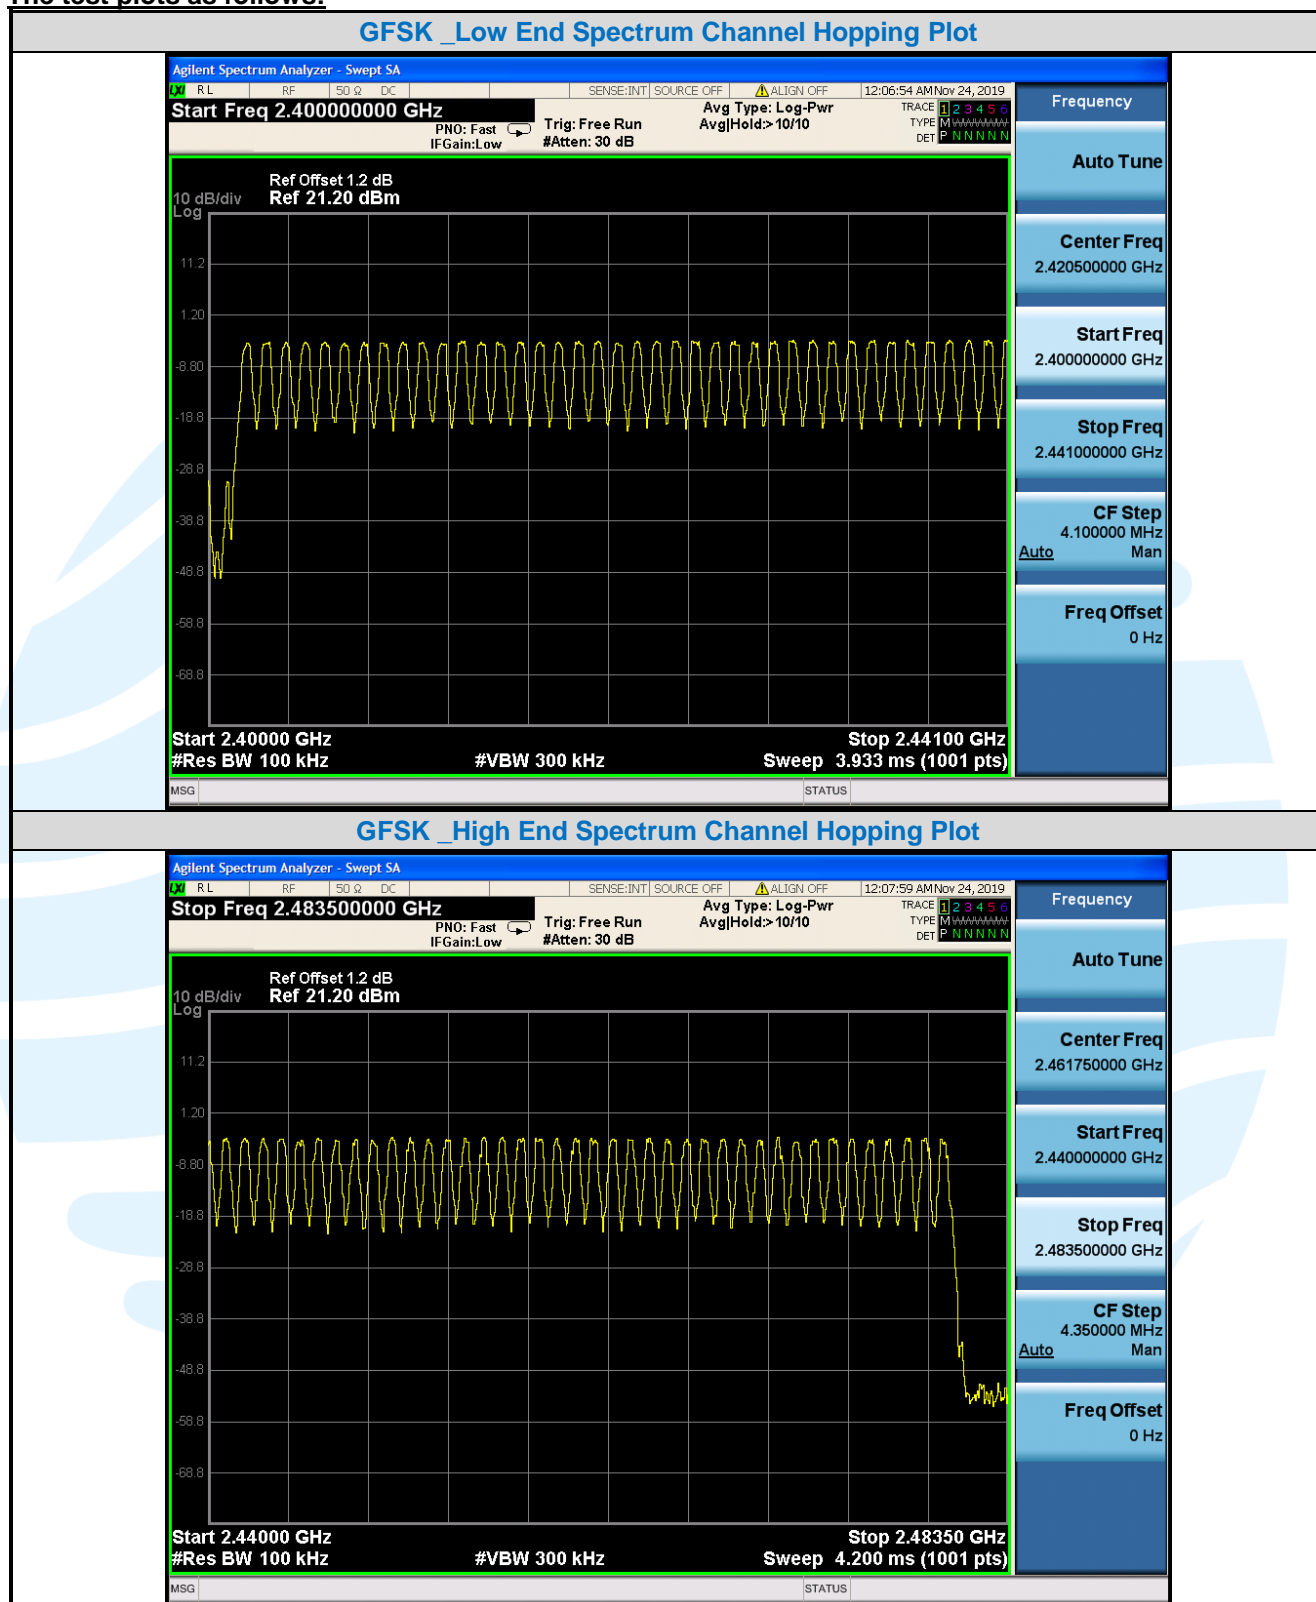 The test plots as follows:
GFSK _Low End Spectrum Channel Hopping Plot
Agilent Spectrum Analyzer - Swept SA
LXI RL RF 50 Ω DC SENSE:INT SOURCE OFF ALIGN OFF 12:06:54 AM Nov 24, 2019
Start Freq 2.400000000 GHz
PNO: Fast
IFGain:Low
Trig: Free Run
#Atten: 30 dB
Avg Type: Log-Pwr
Avg|Hold:>10/10
TRACE 1 2 3 4 5 6
TYPE M
DET P N N N N N
Ref Offset 1.2 dB
10 dB/div Ref 21.20 dBm
Log
11.2
1.20
-8.80
-18.8
-28.8
-38.8
-48.8
-58.8
-68.8
Start 2.40000 GHz Stop 2.44100 GHz
#Res BW 100 kHz #VBW 300 kHz Sweep 3.933 ms (1001 pts)
MSG STATUS
Frequency
Auto Tune
Center Freq
2.420500000 GHz
Start Freq
2.400000000 GHz
Stop Freq
2.441000000 GHz
CF Step
4.100000 MHz
Auto Man
Freq Offset
0 Hz
GFSK _High End Spectrum Channel Hopping Plot
Agilent Spectrum Analyzer - Swept SA
LXI RL RF 50 Ω DC SENSE:INT SOURCE OFF ALIGN OFF 12:07:59 AM Nov 24, 2019
Stop Freq 2.483500000 GHz
PNO: Fast
IFGain:Low
Trig: Free Run
#Atten: 30 dB
Avg Type: Log-Pwr
Avg|Hold:>10/10
TRACE 1 2 3 4 5 6
TYPE M
DET P N N N N N
Ref Offset 1.2 dB
10 dB/div Ref 21.20 dBm
Log
11.2
1.20
-8.80
-18.8
-28.8
-38.8
-48.8
-58.8
-68.8
Start 2.44000 GHz Stop 2.48350 GHz
#Res BW 100 kHz #VBW 300 kHz Sweep 4.200 ms (1001 pts)
MSG STATUS
Frequency
Auto Tune
Center Freq
2.461750000 GHz
Start Freq
2.440000000 GHz
Stop Freq
2.483500000 GHz
CF Step
4.350000 MHz
Auto Man
Freq Offset
0 Hz